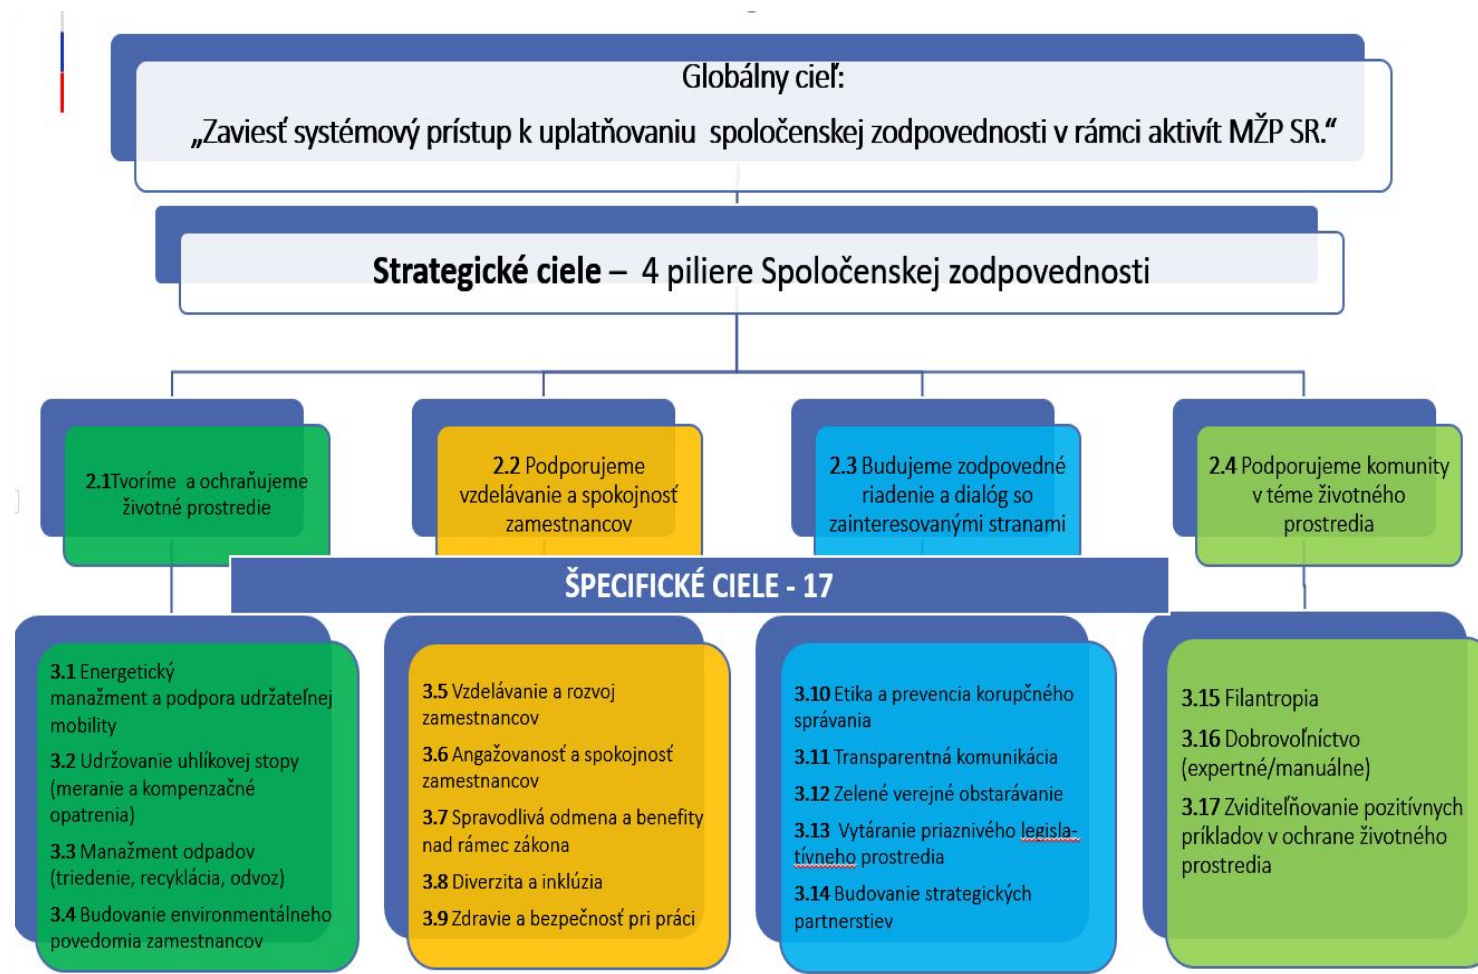 Globálny cieľ:
„Zaviesť systémový prístup k uplatňovaniu spoločenskej zodpovednosti v rámci aktivít MŽP SR.“
Strategické ciele – 4 piliere Spoločenskej zodpovednosti
2.1Tvoríme a ochraňujeme
životné prostredie
2.2 Podporujeme
vzdelávanie a spokojnosť
zamestnancov
2.3 Budujeme zodpovedné
riadenie a dialóg so
zainteresovanými stranami
2.4 Podporujeme komunity
v téme životného
prostredia
ŠPECIFICKÉ CIELE - 17
3.1 Energetický
manažment a podpora udržateľnej
mobility
3.2 Udržovanie uhlíkovej stopy
(meranie a kompenzačné
opatrenia)
3.3 Manažment odpadov
(triedenie, recyklácia, odvoz)
3.4 Budovanie environmentálneho
povedomia zamestnancov
3.5 Vzdelávanie a rozvoj
zamestnancov
3.6 Angažovanosť a spokojnosť
zamestnancov
3.7 Spravodlivá odmena a benefity
nad rámec zákona
3.8 Diverzita a inklúzia
3.9 Zdravie a bezpečnosť pri práci
3.10 Etika a prevencia korupčného
správania
3.11 Transparentná komunikácia
3.12 Zelené verejné obstarávanie
3.13 Vytáranie priaznivého legisla-
tívneho prostredia
3.14 Budovanie strategických
partnerstiev
3.15 Filantropia
3.16 Dobrovoľníctvo
(expertné/manuálne)
3.17 Zviditeľňovanie pozitívnych
príkladov v ochrane životného
prostredia